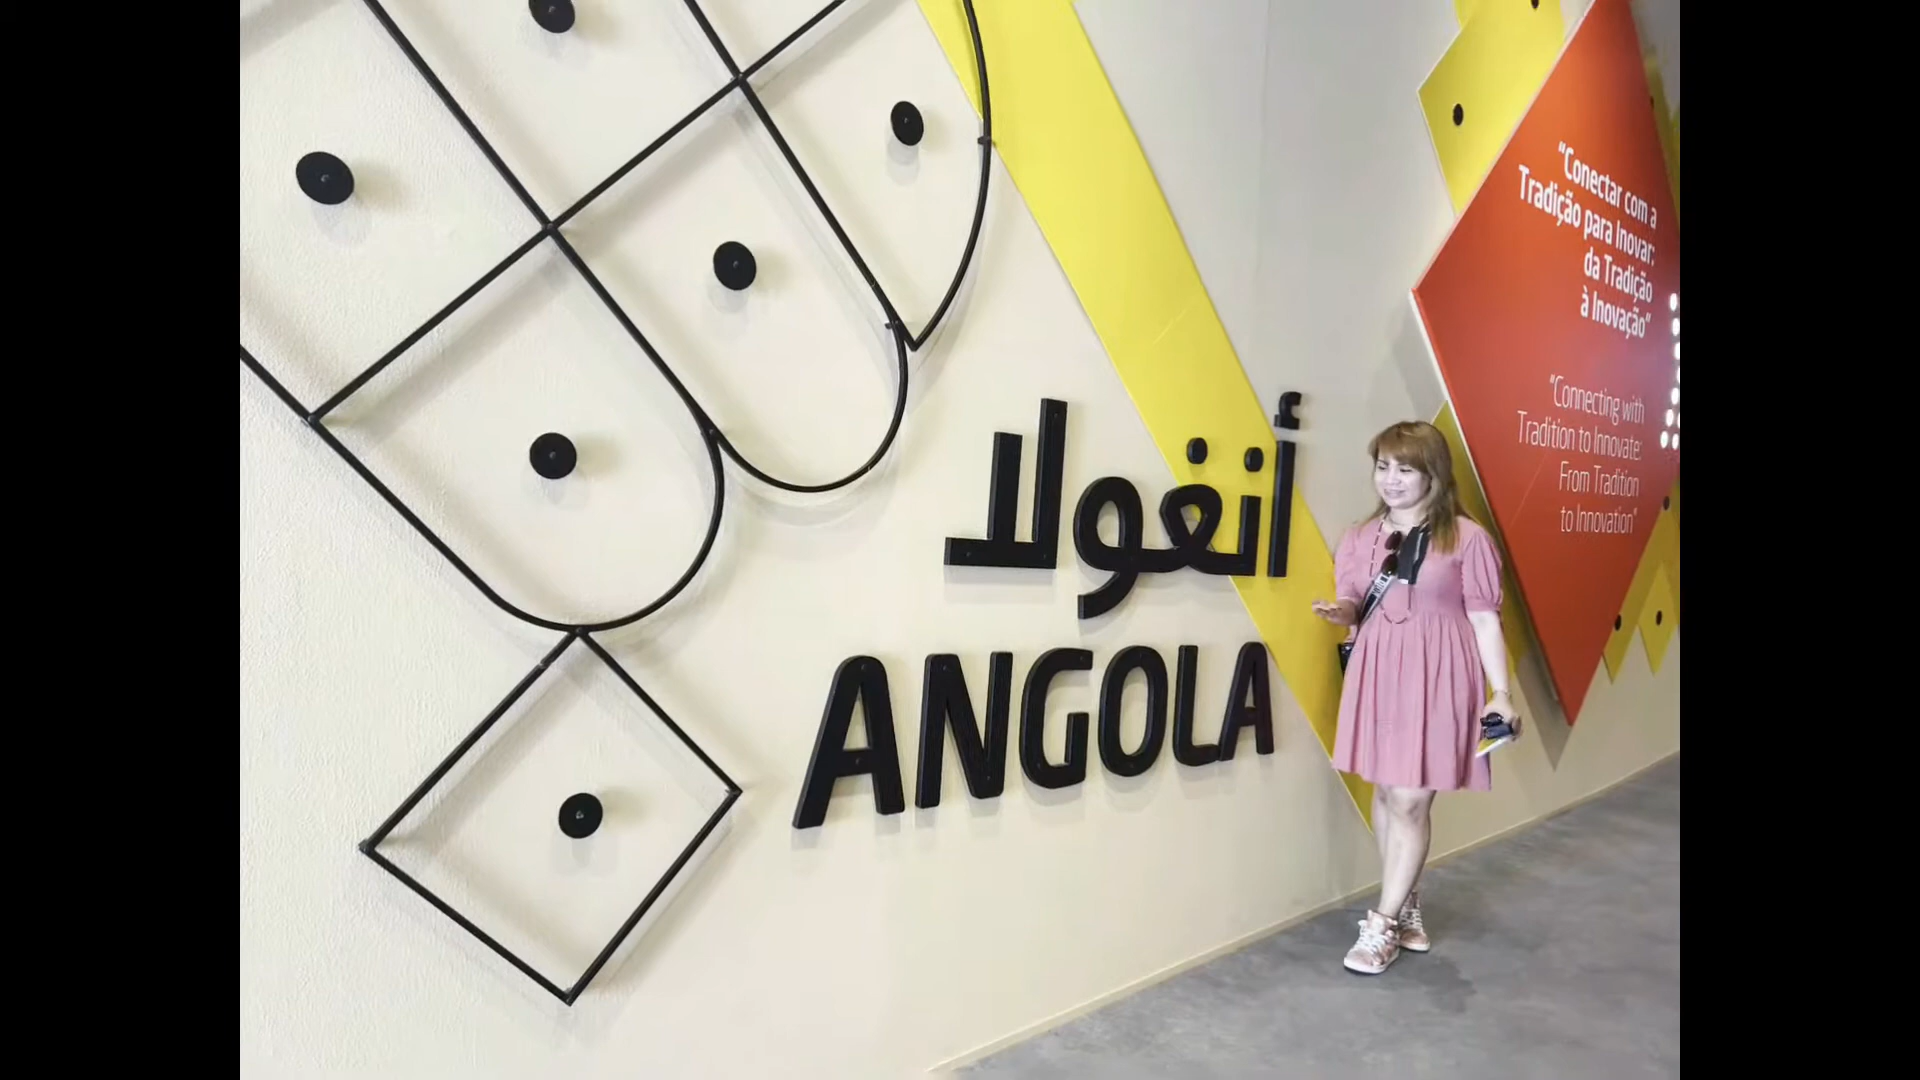 أنغولا
ANGOLA
"Conectar com a
Tradição para Inovar:
da Tradição
à Inovação"
"Connecting with
Tradition to Innovate:
From Tradition
to Innovation"